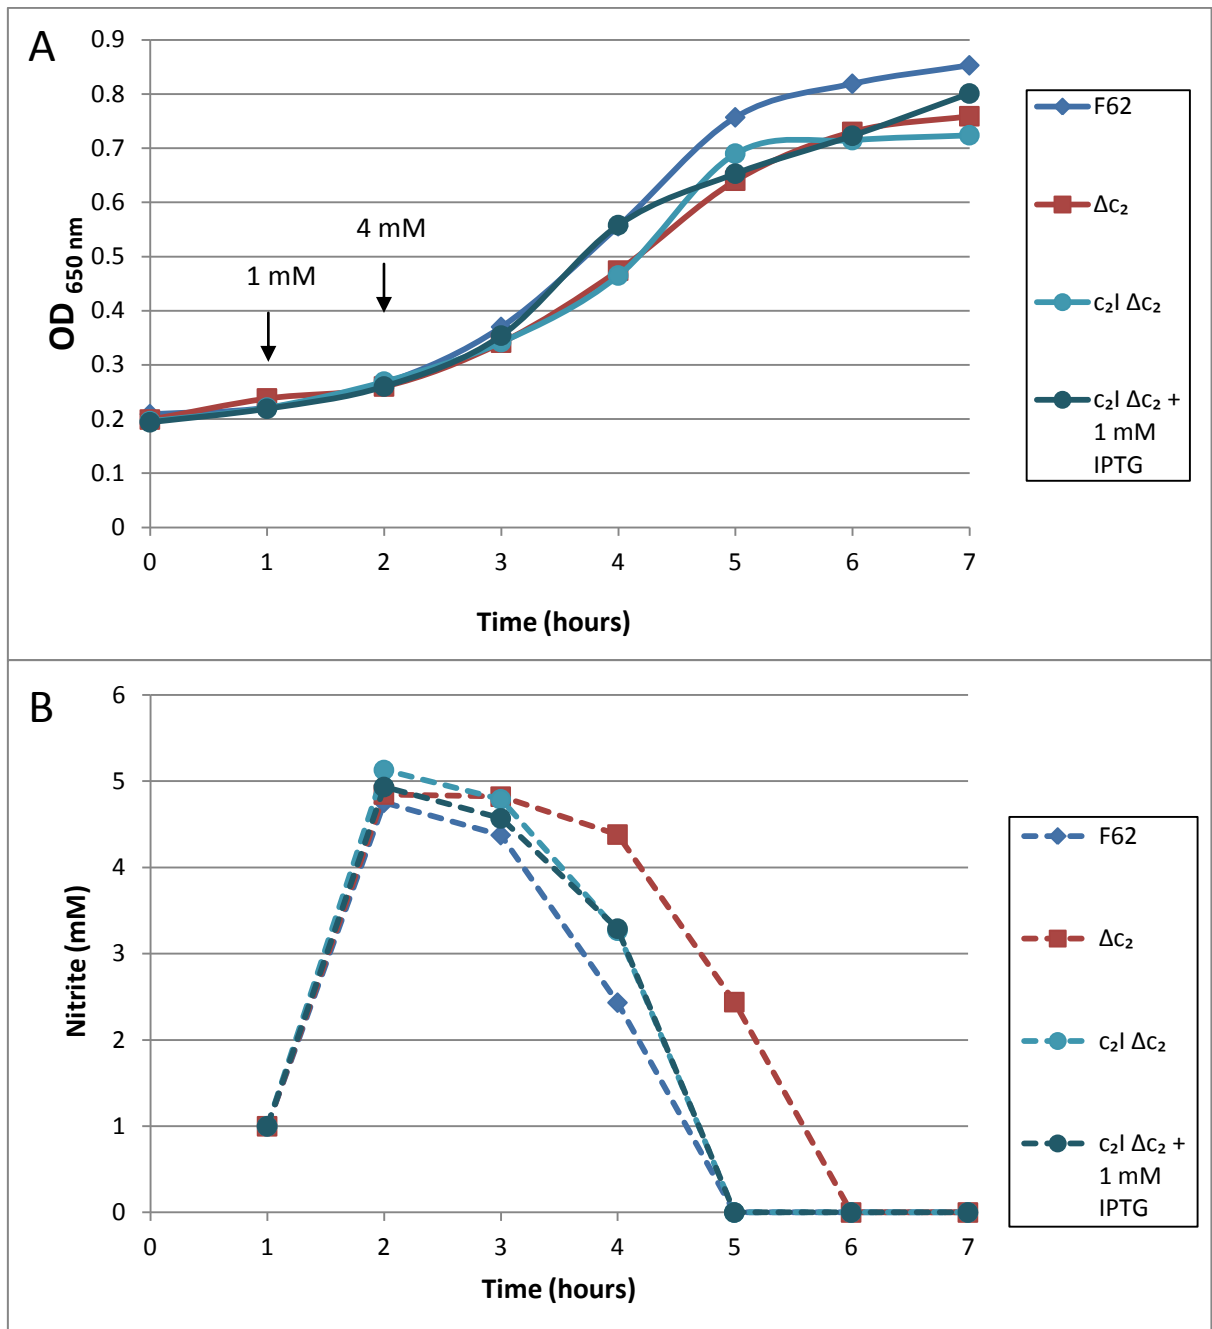 A
0.9
0.8
0.7
0.6
0.5
0.4
0.3
0.2
0.1
0
OD 650 nm
1 mM
4 mM
0 1 2 3 4 5 6 7
Time (hours)
F62
Δc₂
c₂I Δc₂
c₂I Δc₂ +
1 mM
IPTG
B
6
5
4
3
2
1
0
Nitrite (mM)
0 1 2 3 4 5 6 7
Time (hours)
F62
Δc₂
c₂I Δc₂
c₂I Δc₂ +
1 mM
IPTG